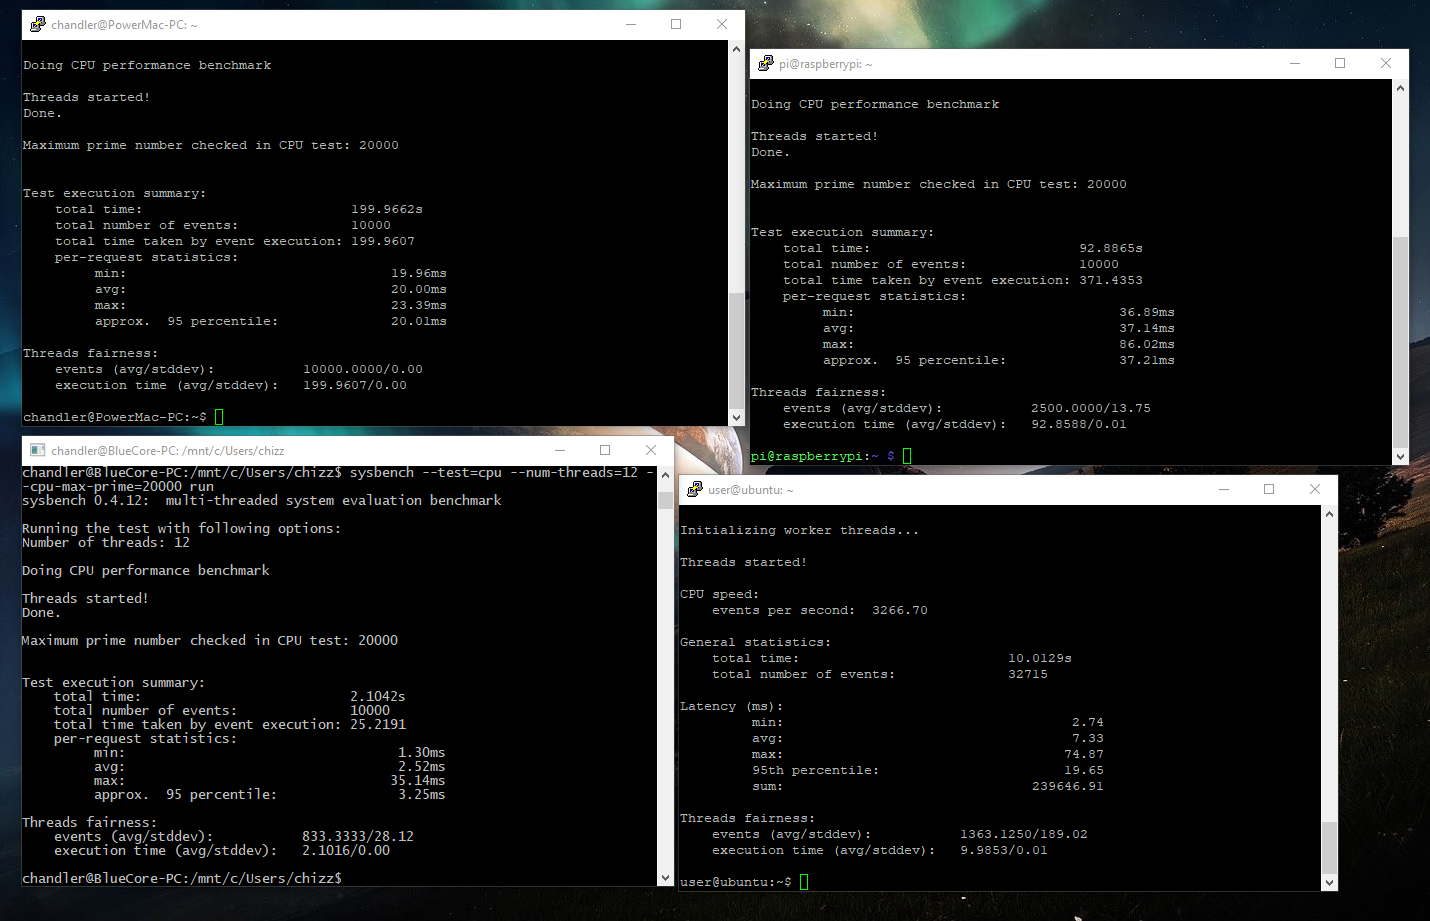 chandler@PowerMac-PC: ~
Doing CPU performance benchmark
Threads started!
Done.
Maximum prime number checked in CPU test: 20000
Test execution summary:
total time: 199.9662s
total number of events: 10000
total time taken by event execution: 199.9607
per-request statistics:
min: 19.96ms
avg: 20.00ms
max: 23.39ms
approx. 95 percentile: 20.01ms
Threads fairness:
events (avg/stddev): 10000.0000/0.00
execution time (avg/stddev): 199.9607/0.00
chandler@PowerMac-PC:~$
pi@raspberrypi: ~
Doing CPU performance benchmark
Threads started!
Done.
Maximum prime number checked in CPU test: 20000
Test execution summary:
total time: 92.8865s
total number of events: 10000
total time taken by event execution: 371.4353
per-request statistics:
min: 36.89ms
avg: 37.14ms
max: 86.02ms
approx. 95 percentile: 37.21ms
Threads fairness:
events (avg/stddev): 2500.0000/13.75
execution time (avg/stddev): 92.8588/0.01
pi@raspberrypi:~ $
chandler@BlueCore-PC: /mnt/c/Users/chizz
chandler@BlueCore-PC:/mnt/c/Users/chizz$ sysbench --test=cpu --num-threads=12 -
-cpu-max-prime=20000 run
sysbench 0.4.12: multi-threaded system evaluation benchmark
Running the test with following options:
Number of threads: 12
Doing CPU performance benchmark
Threads started!
Done.
Maximum prime number checked in CPU test: 20000
Test execution summary:
total time: 2.1042s
total number of events: 10000
total time taken by event execution: 25.2191
per-request statistics:
min: 1.30ms
avg: 2.52ms
max: 35.14ms
approx. 95 percentile: 3.25ms
Threads fairness:
events (avg/stddev): 833.3333/28.12
execution time (avg/stddev): 2.1016/0.00
chandler@BlueCore-PC:/mnt/c/Users/chizz$
user@ubuntu: ~
Initializing worker threads...
Threads started!
CPU speed:
events per second: 3266.70
General statistics:
total time: 10.0129s
total number of events: 32715
Latency (ms):
min: 2.74
avg: 7.33
max: 74.87
95th percentile: 19.65
sum: 239646.91
Threads fairness:
events (avg/stddev): 1363.1250/189.02
execution time (avg/stddev): 9.9853/0.01
user@ubuntu:~$